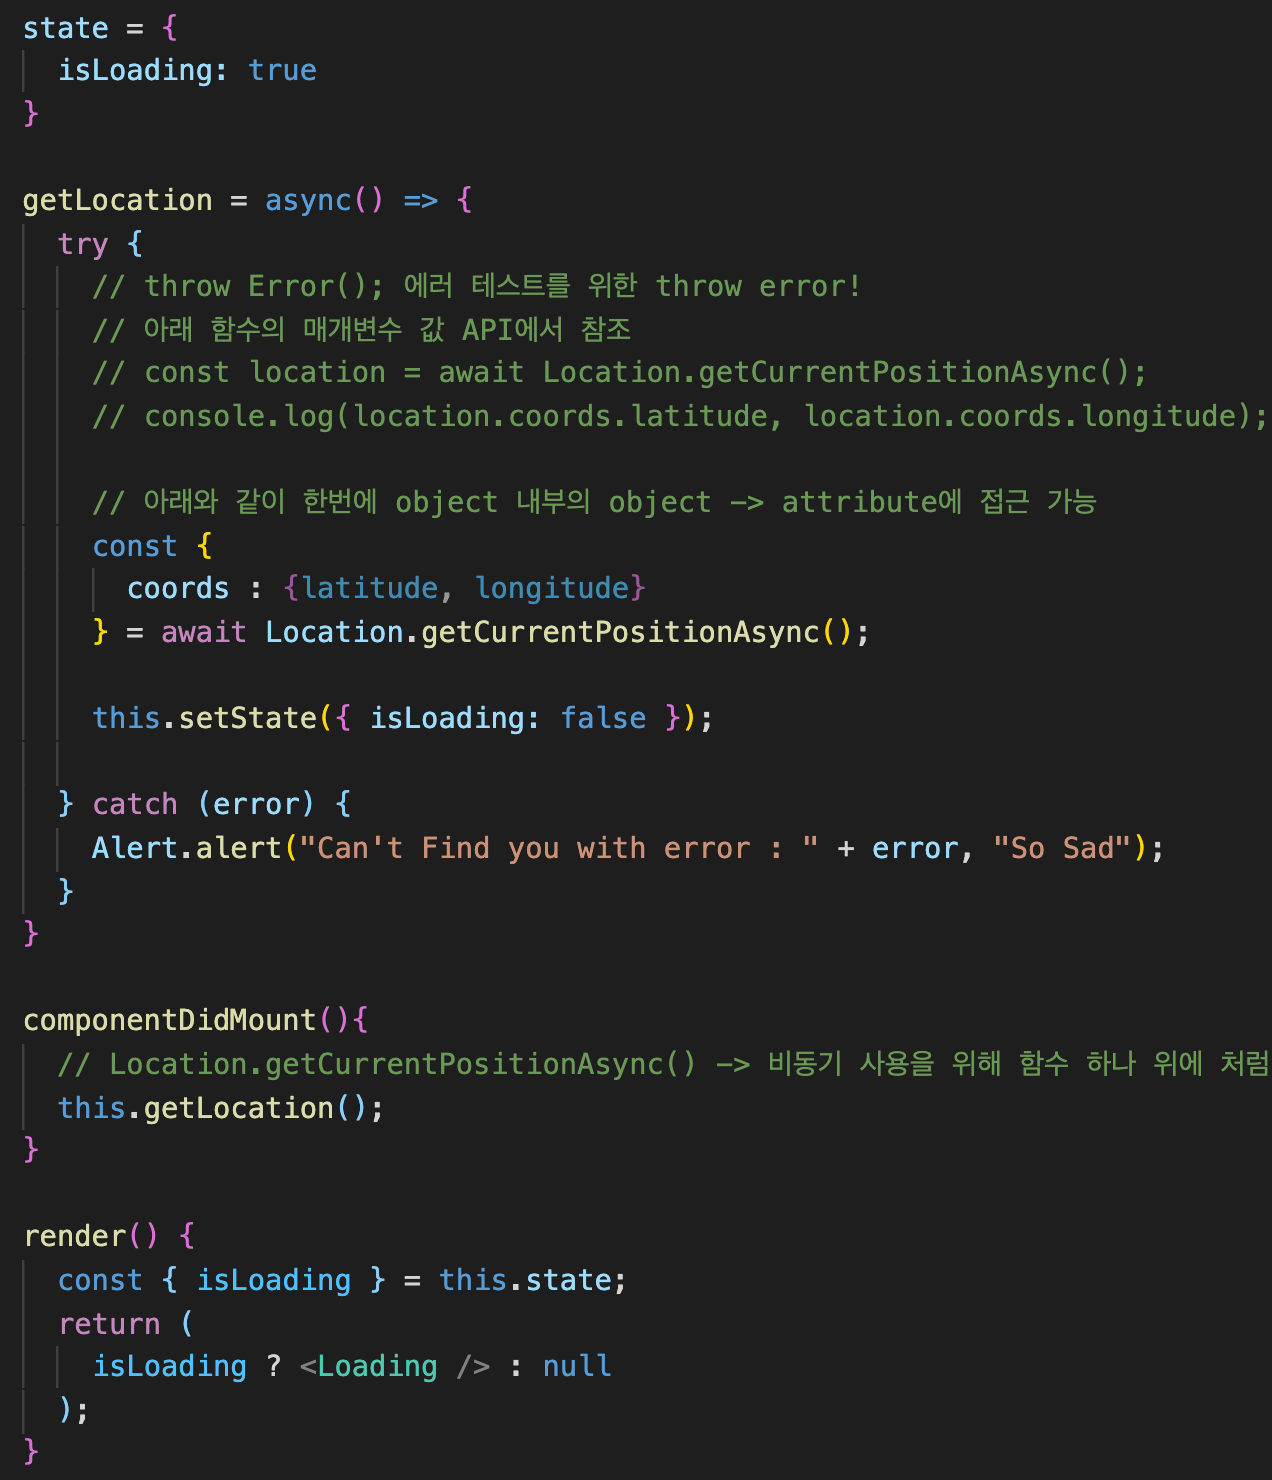 state = {
  isLoading: true
}

getLocation = async() => {
  try {
    // throw Error(); 에러 테스트를 위한 throw error!
    // 아래 함수의 매개변수 값 API에서 참조
    // const location = await Location.getCurrentPositionAsync();
    // console.log(location.coords.latitude, location.coords.longitude);

    // 아래와 같이 한번에 object 내부의 object -> attribute에 접근 가능
    const {
      coords : {latitude, longitude}
    } = await Location.getCurrentPositionAsync();

    this.setState({ isLoading: false });

  } catch (error) {
    Alert.alert("Can't Find you with error : " + error, "So Sad");
  }
}

componentDidMount(){
  // Location.getCurrentPositionAsync() -> 비동기 사용을 위해 함수 하나 위에 처럼
  this.getLocation();
}

render() {
  const { isLoading } = this.state;
  return (
    isLoading ? <Loading /> : null
  );
}